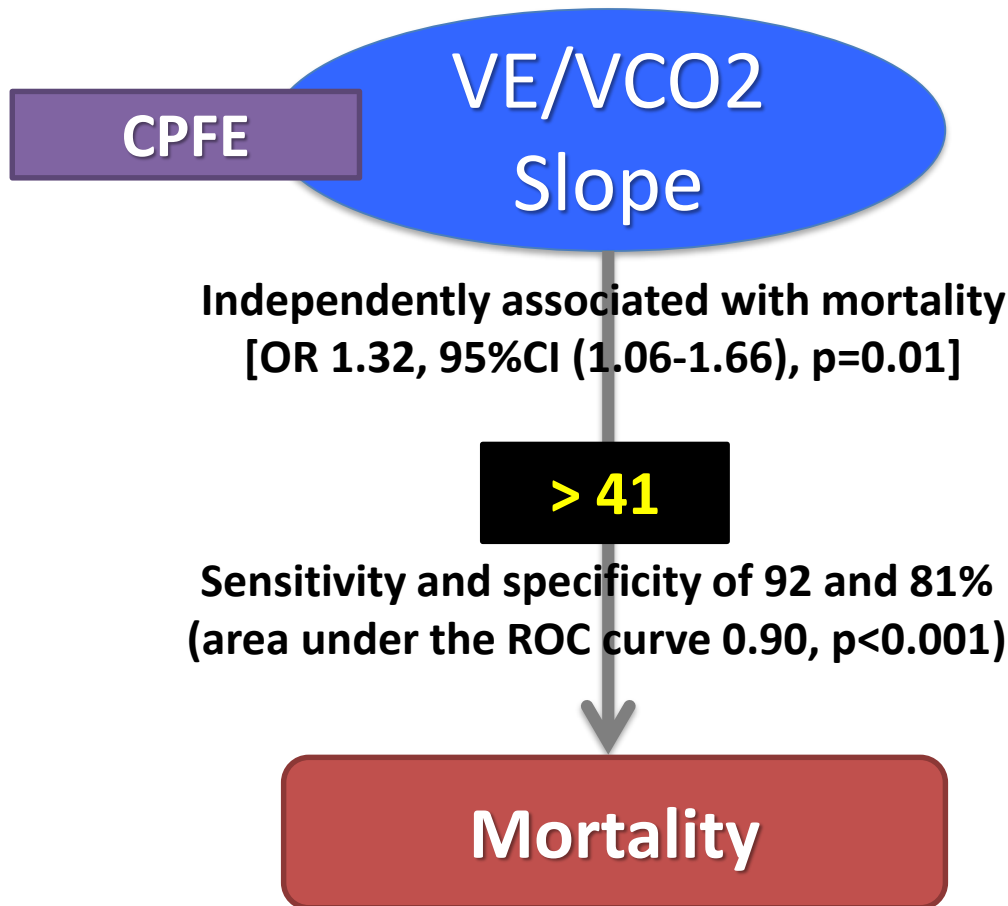 CPFE
VE/VCO2
Slope
Independently associated with mortality
[OR 1.32, 95%CI (1.06-1.66), p=0.01]
> 41
Sensitivity and specificity of 92 and 81%
(area under the ROC curve 0.90, p<0.001)
Mortality